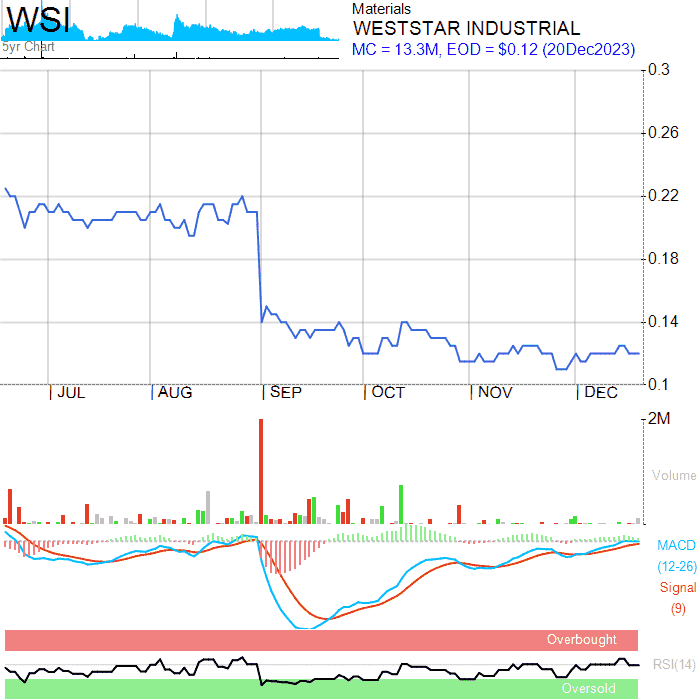 WSI
5yr Chart
Materials
WESTSTAR INDUSTRIAL
MC = 13.3M, EOD = $0.12 (20Dec2023)
0.3
0.26
0.22
0.18
0.14
0.1
JUL AUG SEP OCT NOV DEC
2M
Volume
MACD
(12-26)
Signal
(9)
Overbought
RSI(14)
Oversold